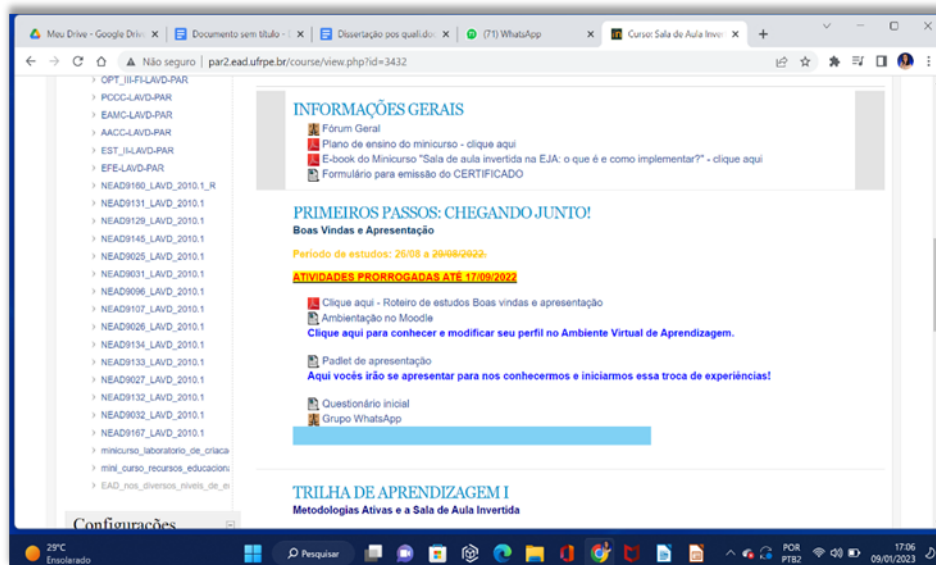 Meu Drive - Google Driv
Documento sem título -
Dissertação pos quali.do
(71) WhatsApp
Curso: Sala de Aula Inver
Não seguro | par2.ead.ufrpe.br/course/view.php?id=3432
OPT_III-FI-LAVD-PAR
PCCC-LAVD-PAR
EAMC-LAVD-PAR
AACC-LAVD-PAR
EST_II-LAVD-PAR
EFE-LAVD-PAR
NEAD9160_LAVD_2010.1_R
NEAD9131_LAVD_2010.1
NEAD9129_LAVD_2010.1
NEAD9145_LAVD_2010.1
NEAD9025_LAVD_2010.1
NEAD9031_LAVD_2010.1
NEAD9096_LAVD_2010.1
NEAD9107_LAVD_2010.1
NEAD9026_LAVD_2010.1
NEAD9134_LAVD_2010.1
NEAD9133_LAVD_2010.1
NEAD9027_LAVD_2010.1
NEAD9132_LAVD_2010.1
NEAD9032_LAVD_2010.1
NEAD9167_LAVD_2010.1
minicurso_laboratorio_de_criaca
mini_curso_recursos_educacion
EAD_nos_diversos_niveis_de_e
Configurações
INFORMAÇÕES GERAIS
Fórum Geral
Plano de ensino do minicurso - clique aqui
E-book do Minicurso "Sala de aula invertida na EJA: o que é e como implementar?" - clique aqui
Formulário para emissão do CERTIFICADO
PRIMEIROS PASSOS: CHEGANDO JUNTO!
Boas Vindas e Apresentação
Período de estudos: 26/08 a 29/08/2022.
ATIVIDADES PRORROGADAS ATÉ 17/09/2022
Clique aqui - Roteiro de estudos Boas vindas e apresentação
Ambientação no Moodle
Clique aqui para conhecer e modificar seu perfil no Ambiente Virtual de Aprendizagem.
Padlet de apresentação
Aqui vocês irão se apresentar para nos conhecermos e iniciarmos essa troca de experiências!
Questionário inicial
Grupo WhatsApp
TRILHA DE APRENDIZAGEM I
Metodologias Ativas e a Sala de Aula Invertida
29°C
Ensolarado
Pesquisar
POR
PTB2
17:06
09/01/2023